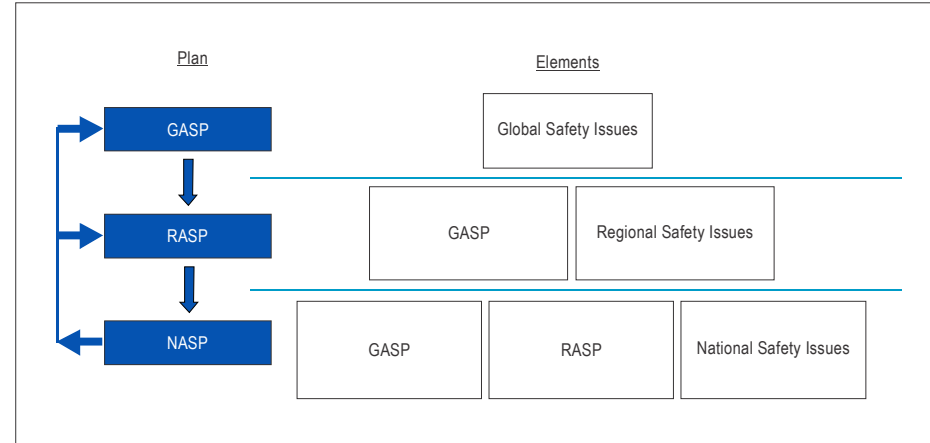 Plan
Elements
GASP
Global Safety Issues
RASP
GASP
Regional Safety Issues
NASP
GASP
RASP
National Safety Issues